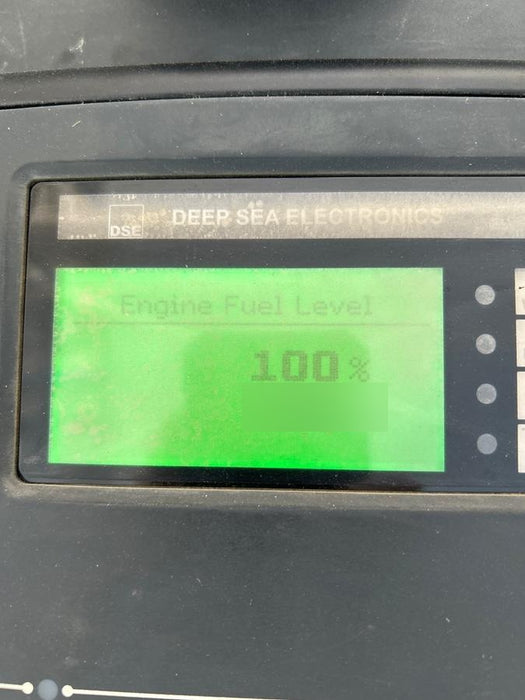 DSE DEEP SEA ELECTRONICS
Engine Fuel Level
100%